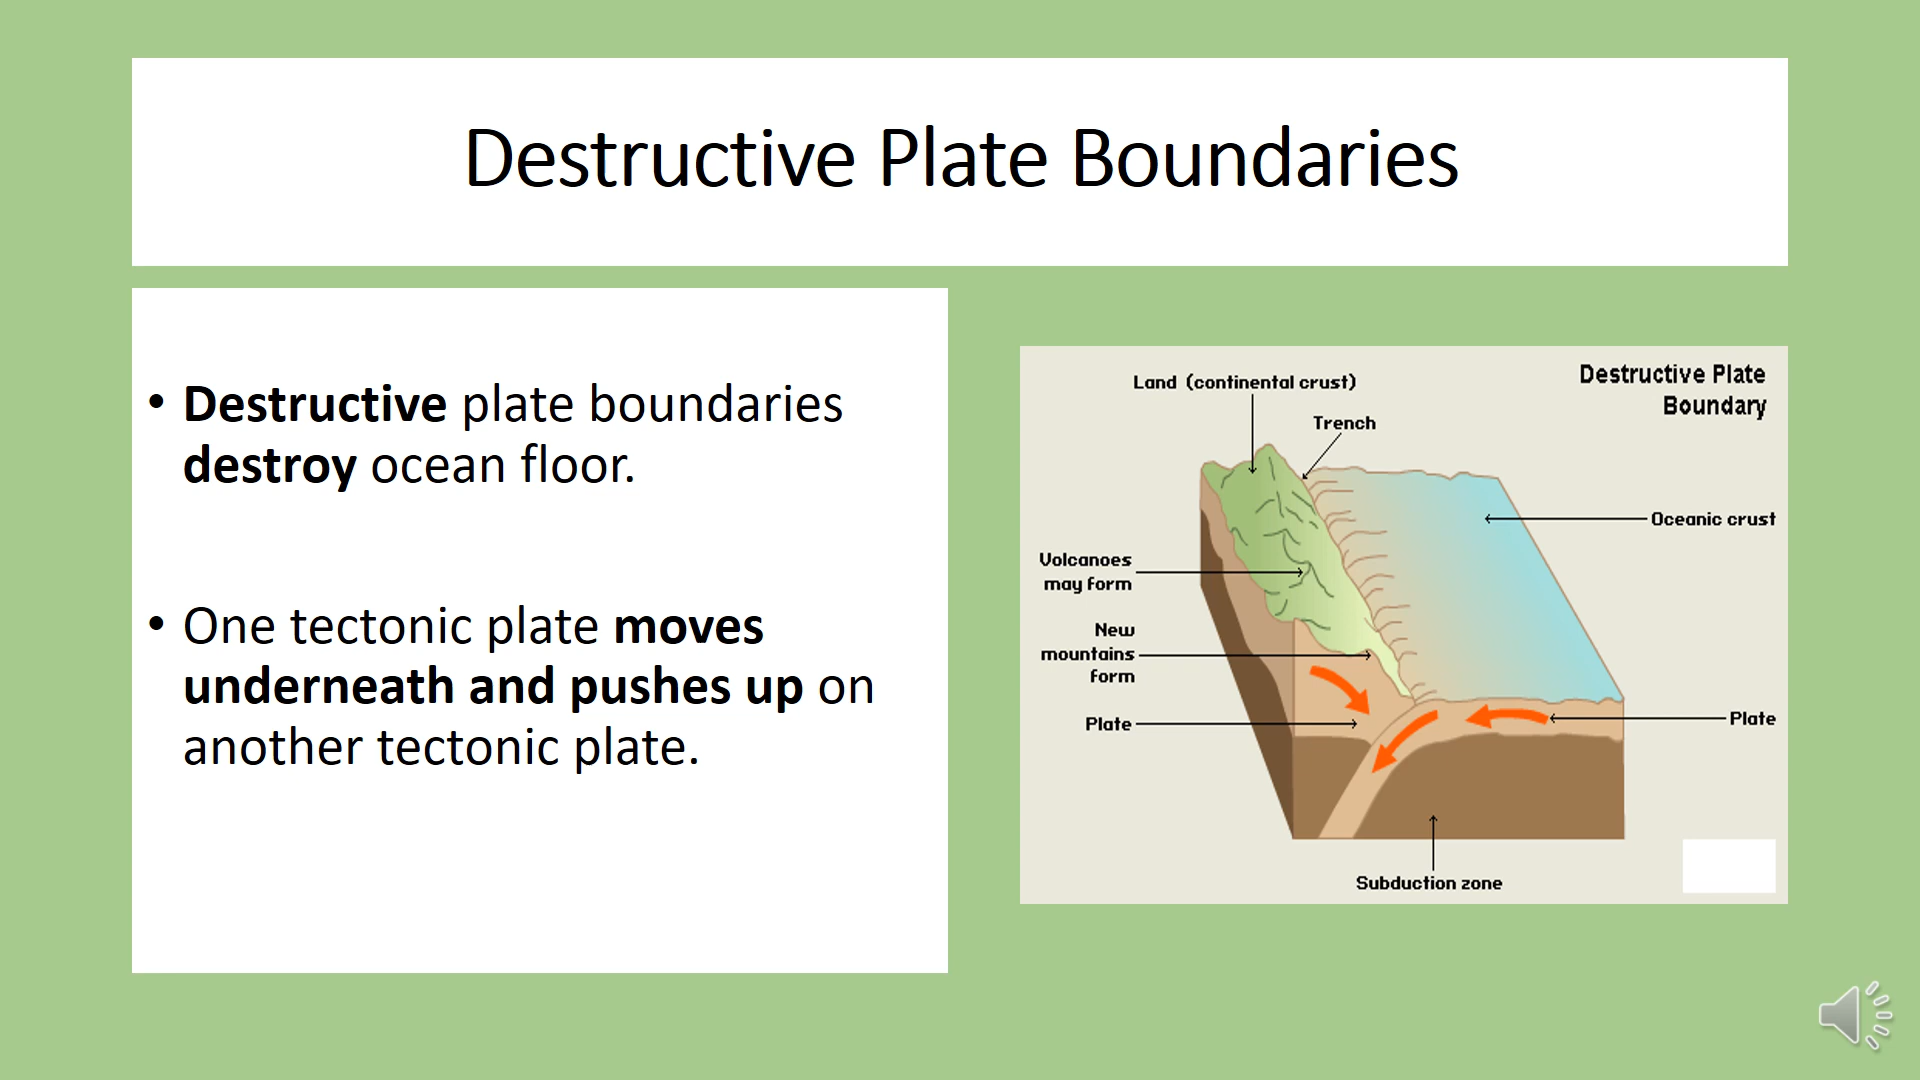 Destructive Plate Boundaries
• Destructive plate boundaries
destroy ocean floor.
• One tectonic plate moves
underneath and pushes up on
another tectonic plate.
Destructive Plate
Boundary
Land (continental crust)
Trench
Oceanic crust
Volcanoes
may form
New
mountains
form
Plate
Plate
Subduction zone